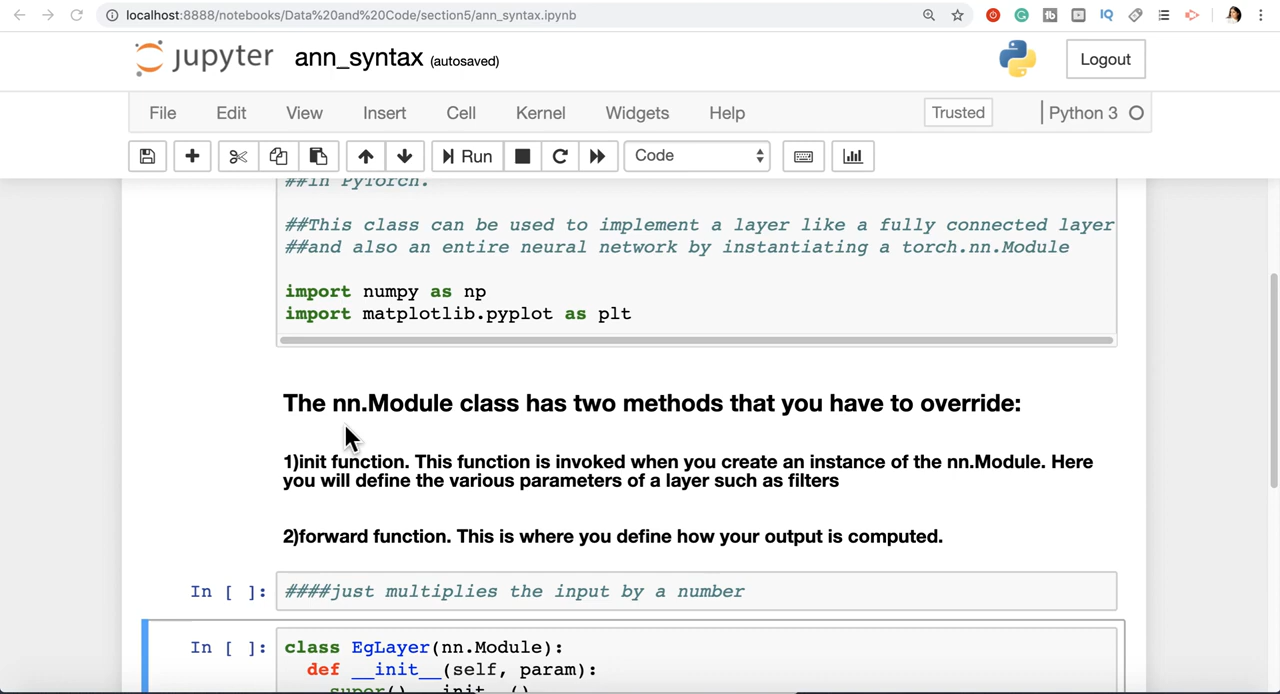 localhost:8888/notebooks/Data%20and%20Code/section5/ann_syntax.ipynb
jupyter ann_syntax (autosaved)
Logout
File Edit View Insert Cell Kernel Widgets Help Trusted Python 3
Run Code
##in PyTorch.
##This class can be used to implement a layer like a fully connected layer
##and also an entire neural network by instantiating a torch.nn.Module
import numpy as np
import matplotlib.pyplot as plt
The nn.Module class has two methods that you have to override:
1)init function. This function is invoked when you create an instance of the nn.Module. Here
you will define the various parameters of a layer such as filters
2)forward function. This is where you define how your output is computed.
In [ ]: ####just multiplies the input by a number
In [ ]: class EgLayer(nn.Module):
def __init__(self, param):
super().__init__()